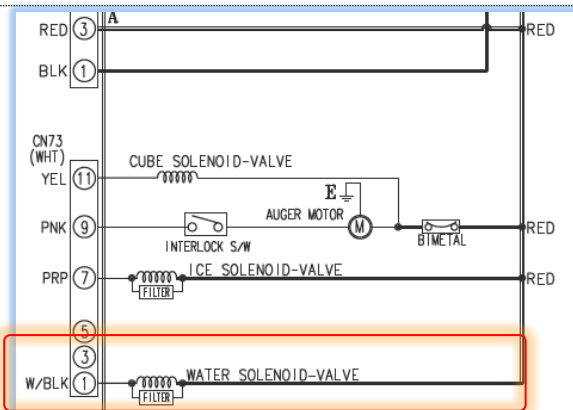 A
RED 3 RED
BLK 1
CN73
(WHT)
CUBE SOLENOID-VALVE
YEL 11
E
AUGER MOTOR
PNK 9 M RED
INTERLOCK S/W
BIMETAL
ICE SOLENOID-VALVE
PRP 7 RED
FILTER
5
3
WATER SOLENOID-VALVE
W/BLK 1
FILTER